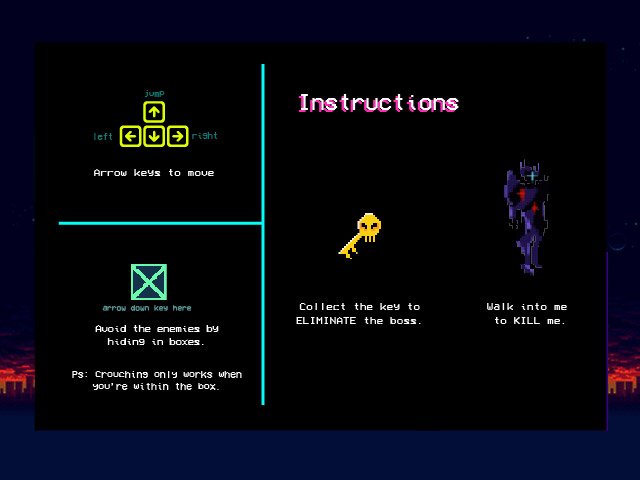 jump
left
right
Arrow keys to move
arrow down key here
Avoid the enemies by
hiding in boxes.
Ps: Crouching only works when
you're within the box.
Instructions
Collect the key to
ELIMINATE the boss.
Walk into me
to KILL me.